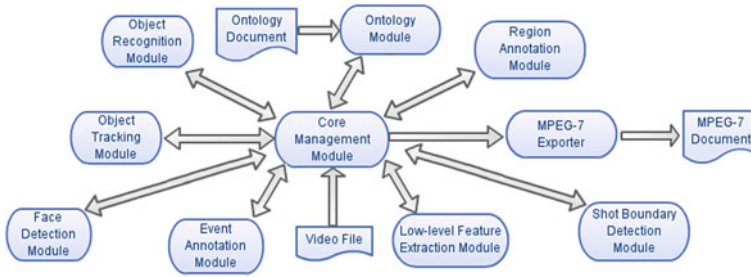 Object
Recognition
Module
Ontology
Document
Ontology
Module
Region
Annotation
Module
Object
Tracking
Module
Core
Management
Module
MPEG-7
Exporter
MPEG-7
Document
Face
Detection
Module
Event
Annotation
Module
Video File
Low-level Feature
Extraction Module
Shot Boundary
Detection
Module